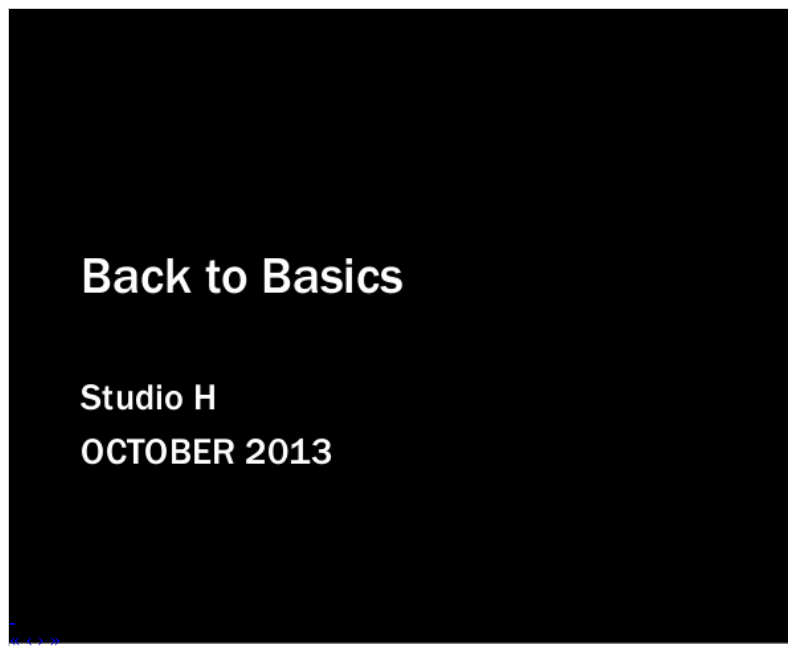 Back to Basics
Studio H
OCTOBER 2013
« ‹ › »